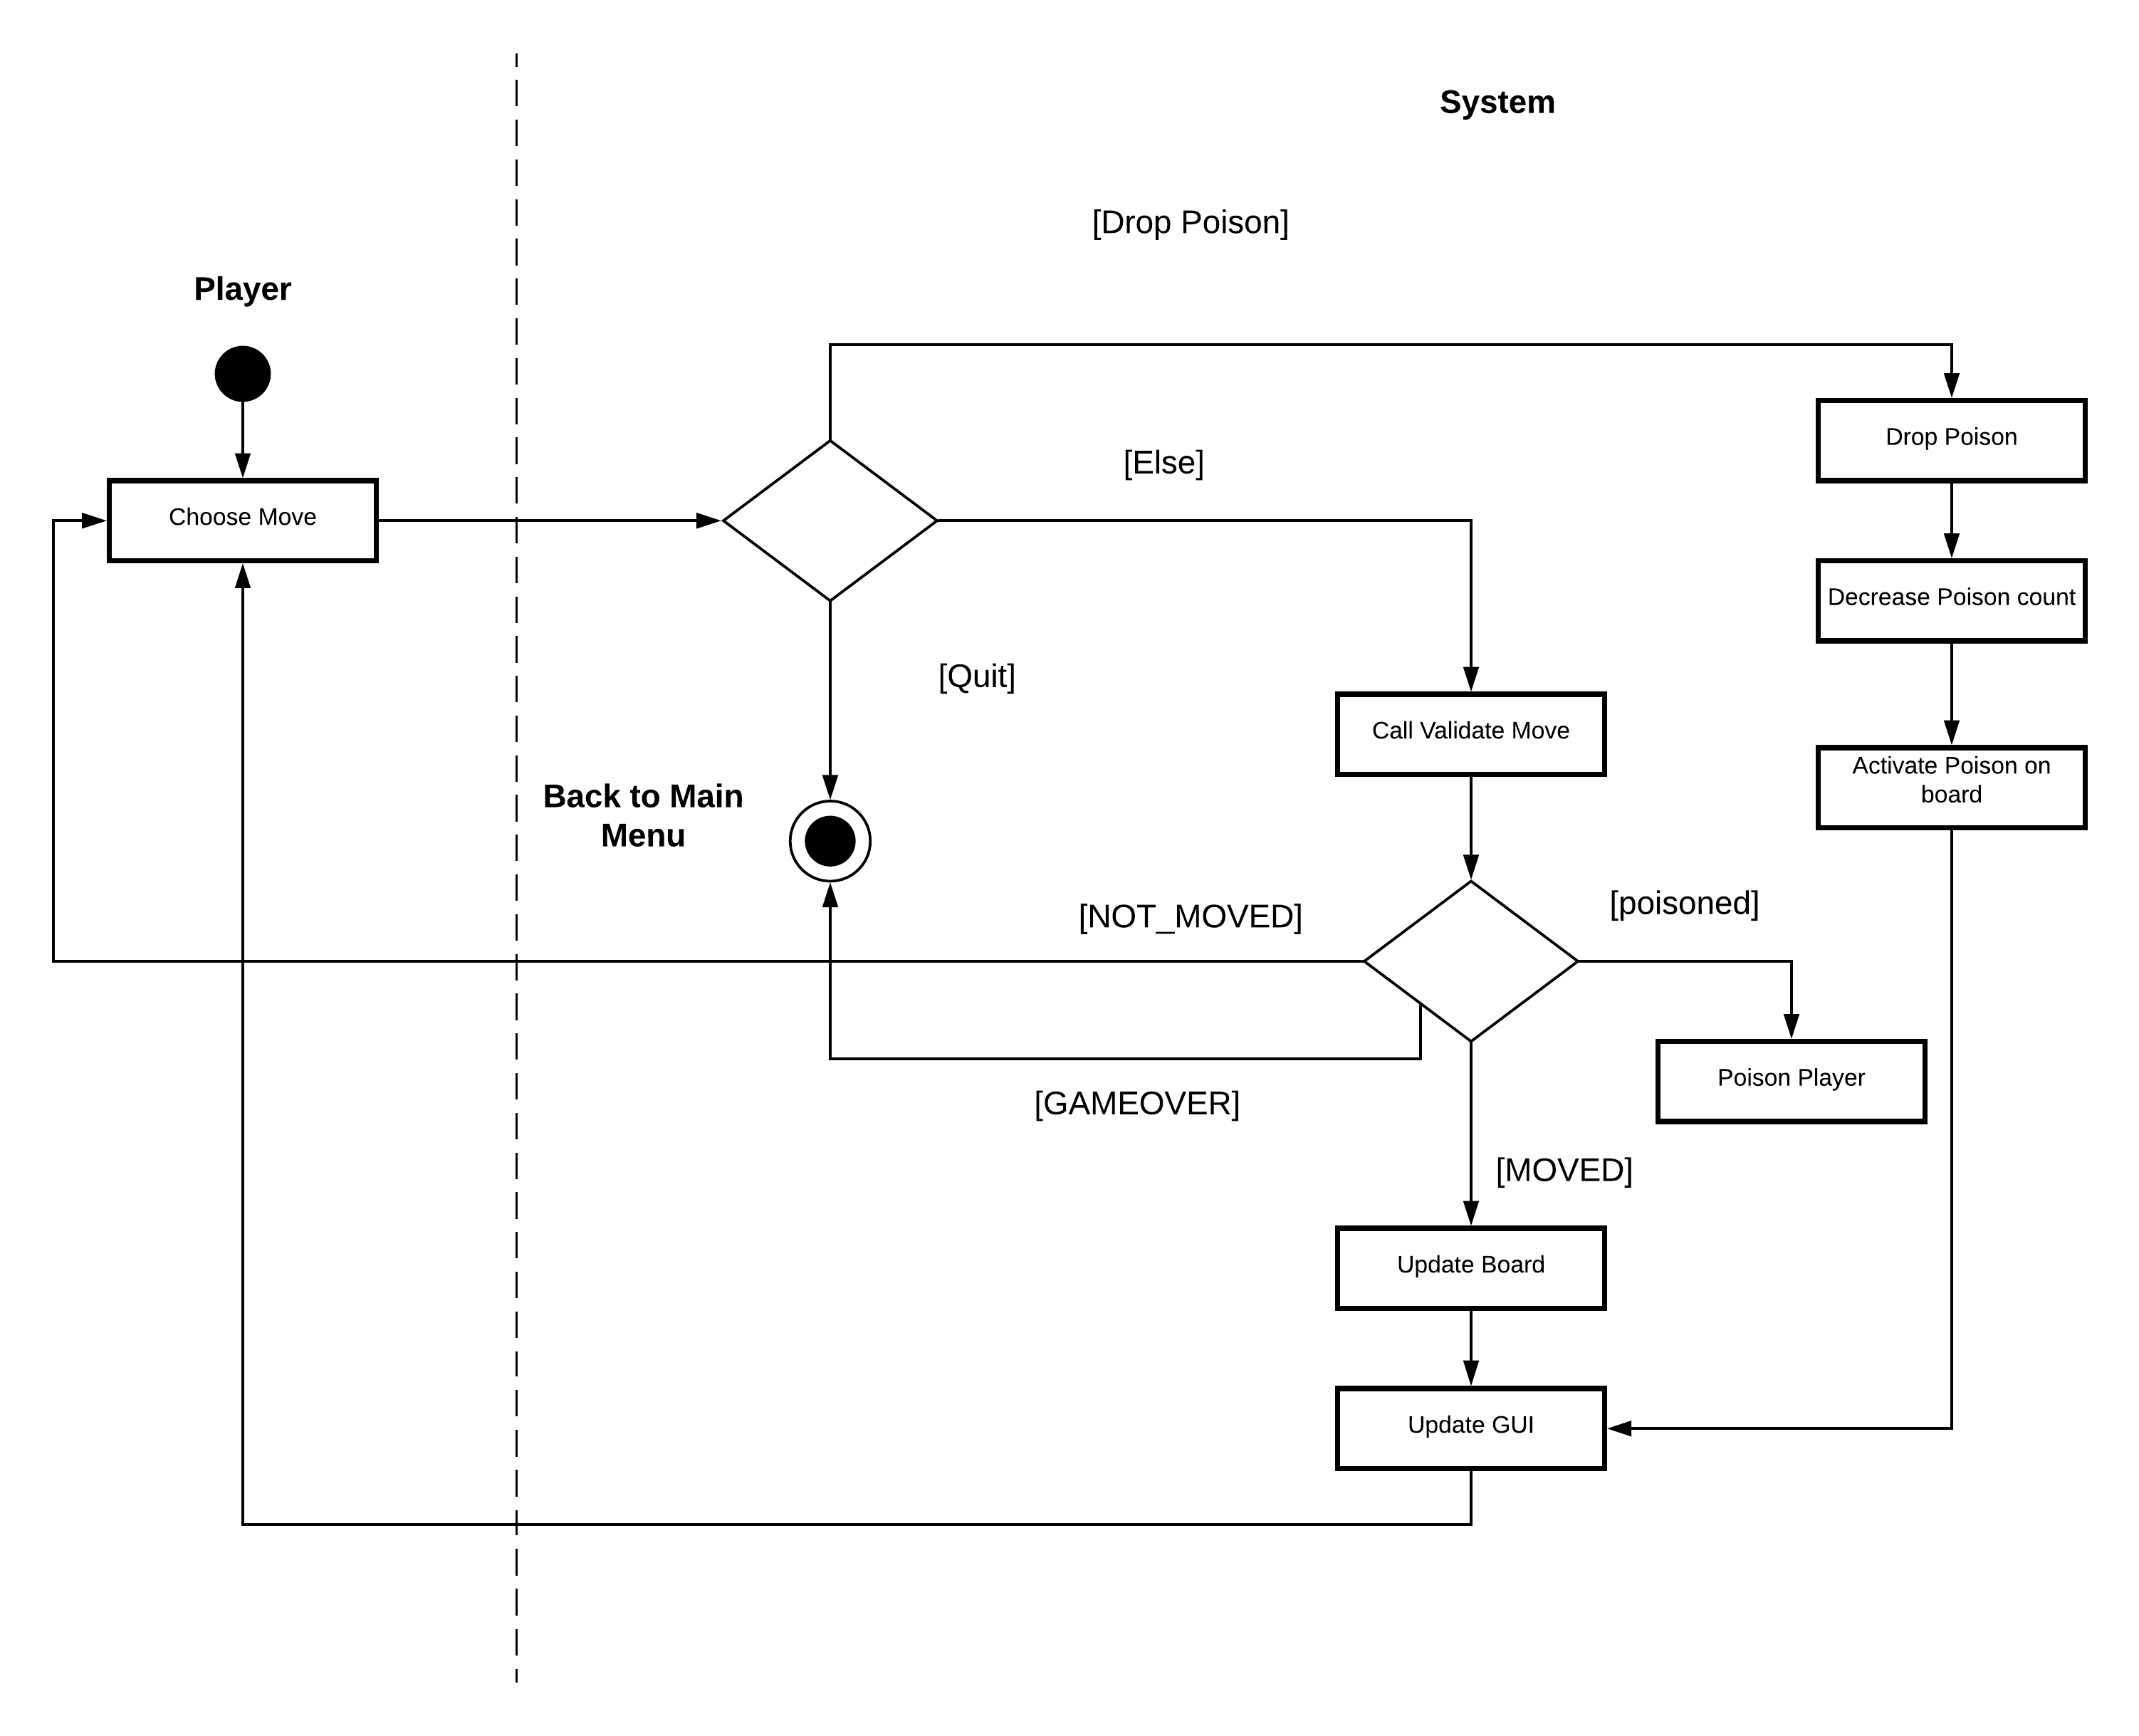 System
[Drop Poison]
Player
Drop Poison
[Else]
Choose Move
Decrease Poison count
[Quit]
Call Validate Move
Activate Poison on
board
Back to Main
Menu
[NOT_MOVED]
[poisoned]
Poison Player
[GAMEOVER]
[MOVED]
Update Board
Update GUI